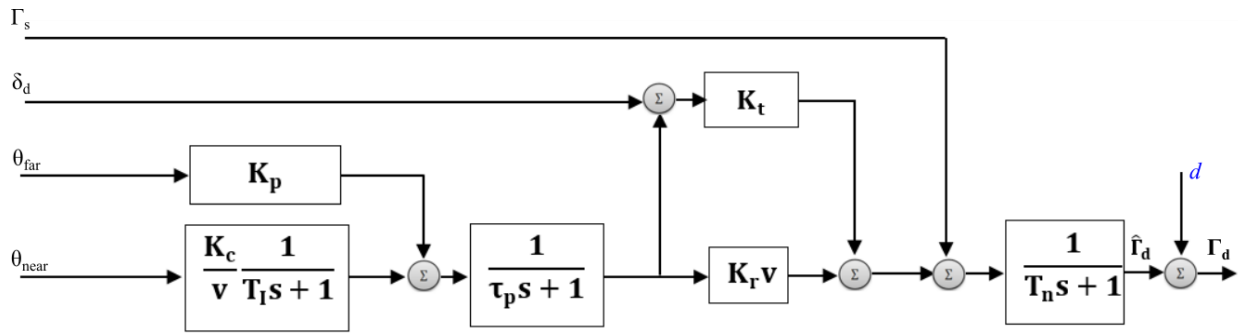 Γs
δd
Σ
Kt
θfar
Kp
d
θnear
Kc/v 1/(TIs + 1)
Σ
1/(τps + 1)
Krv
Σ
Σ
1/(Tns + 1)
Γ̂d
Σ
Γd